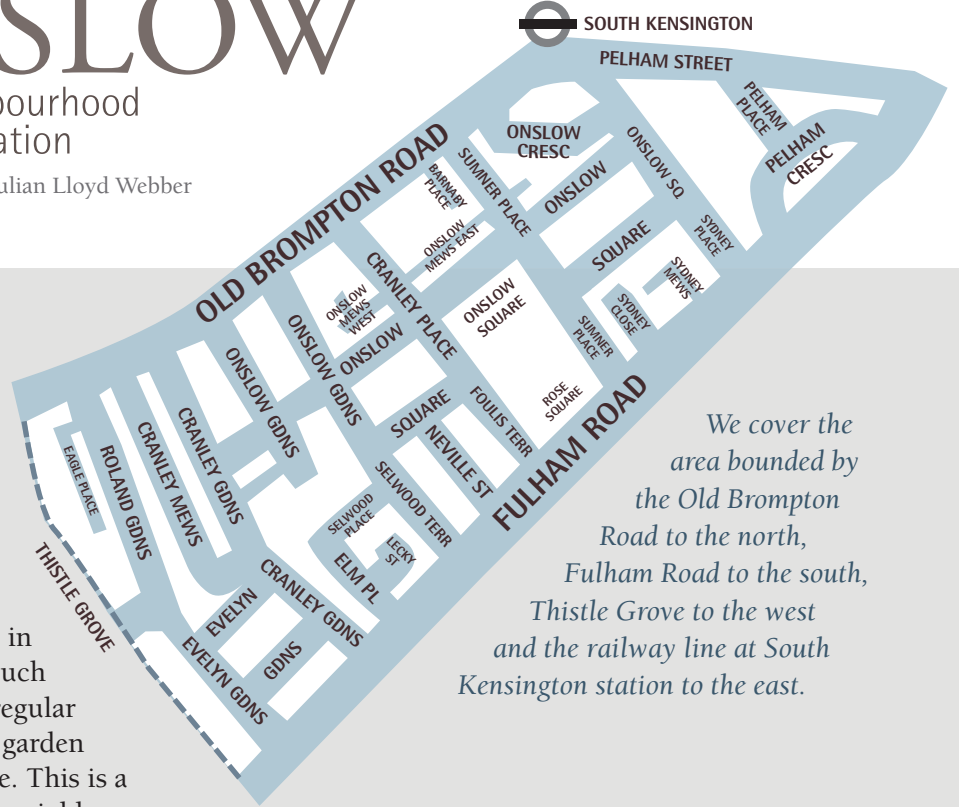 SLOW
bourhood
ation
ulian Lloyd Webber
SOUTH KENSINGTON
PELHAM STREET
PELHAM
PLACE
PELHAM
CRESC
OLD BROMPTON ROAD
ONSLOW
CRESC
ONSLOW SQ
SUMNER PLACE
BARNABY
PLACE
ONSLOW
SQUARE
SYDNEY
PLACE
SYDNEY
MEWS
SYDNEY
CLOSE
SUMNER
PLACE
ONSLOW
MEWS EAST
CRANLEY PLACE
ONSLOW
SQUARE
ROSE
SQUARE
ONSLOW
MEWS
WEST
ONSLOW
SQUARE
ONSLOW GDNS
ONSLOW GDNS
FOULIS TERR
NEVILLE ST
SELWOOD TERR
FULHAM ROAD
SELWOOD
PLACE
LECKY
ST
ELM PL
CRANLEY GDNS
CRANLEY MEWS
ROLAND GDNS
EAGLE PLACE
THISTLE GROVE
CRANLEY GDNS
EVELYN
GDNS
EVELYN GDNS
We cover the
area bounded by
the Old Brompton
Road to the north,
Fulham Road to the south,
Thistle Grove to the west
and the railway line at South
Kensington station to the east.
in
uch
regular
garden
e. This is a